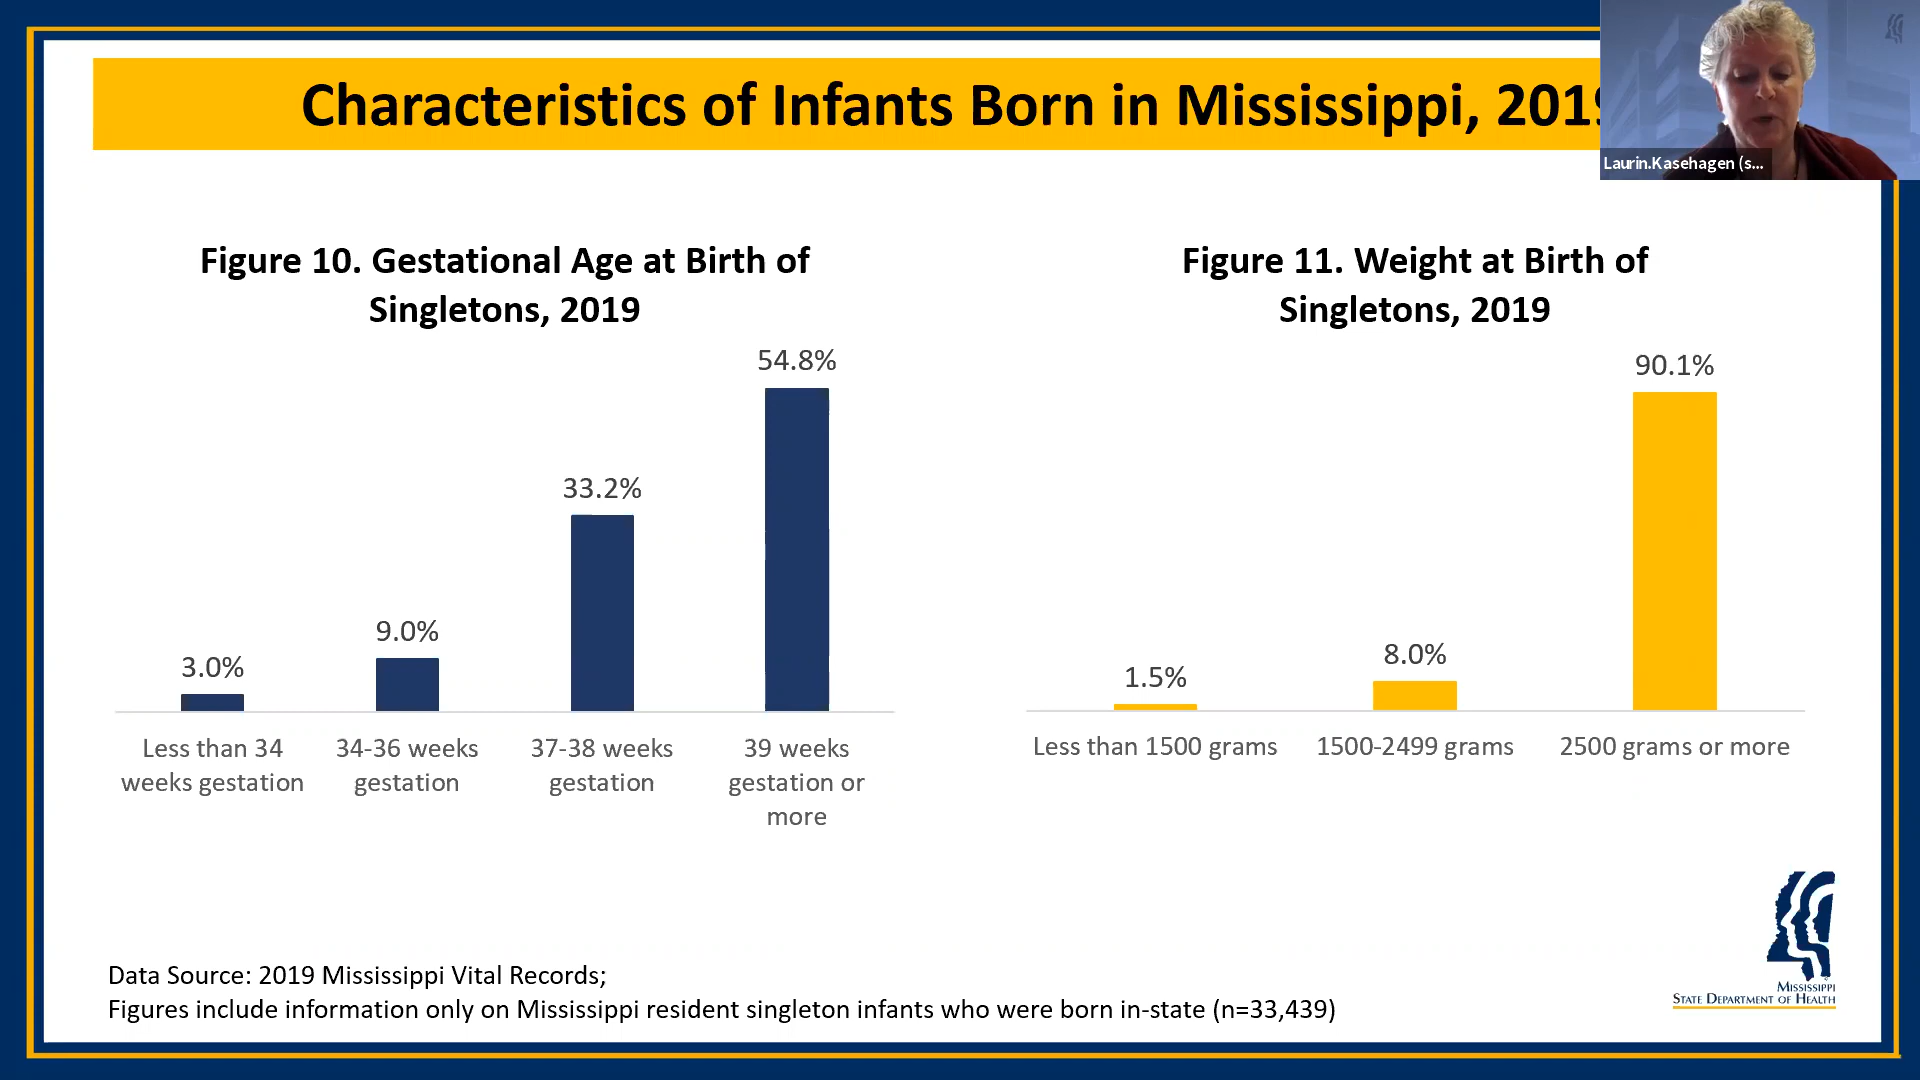 Characteristics of Infants Born in Mississippi, 2019
Laurin.Kasehagen (s...
Figure 10. Gestational Age at Birth of
Singletons, 2019
54.8%
33.2%
9.0%
3.0%
Less than 34
weeks gestation
34-36 weeks
gestation
37-38 weeks
gestation
39 weeks
gestation or
more
Figure 11. Weight at Birth of
Singletons, 2019
90.1%
8.0%
1.5%
Less than 1500 grams
1500-2499 grams
2500 grams or more
Data Source: 2019 Mississippi Vital Records;
Figures include information only on Mississippi resident singleton infants who were born in-state (n=33,439)
MISSISSIPPI
STATE DEPARTMENT OF HEALTH